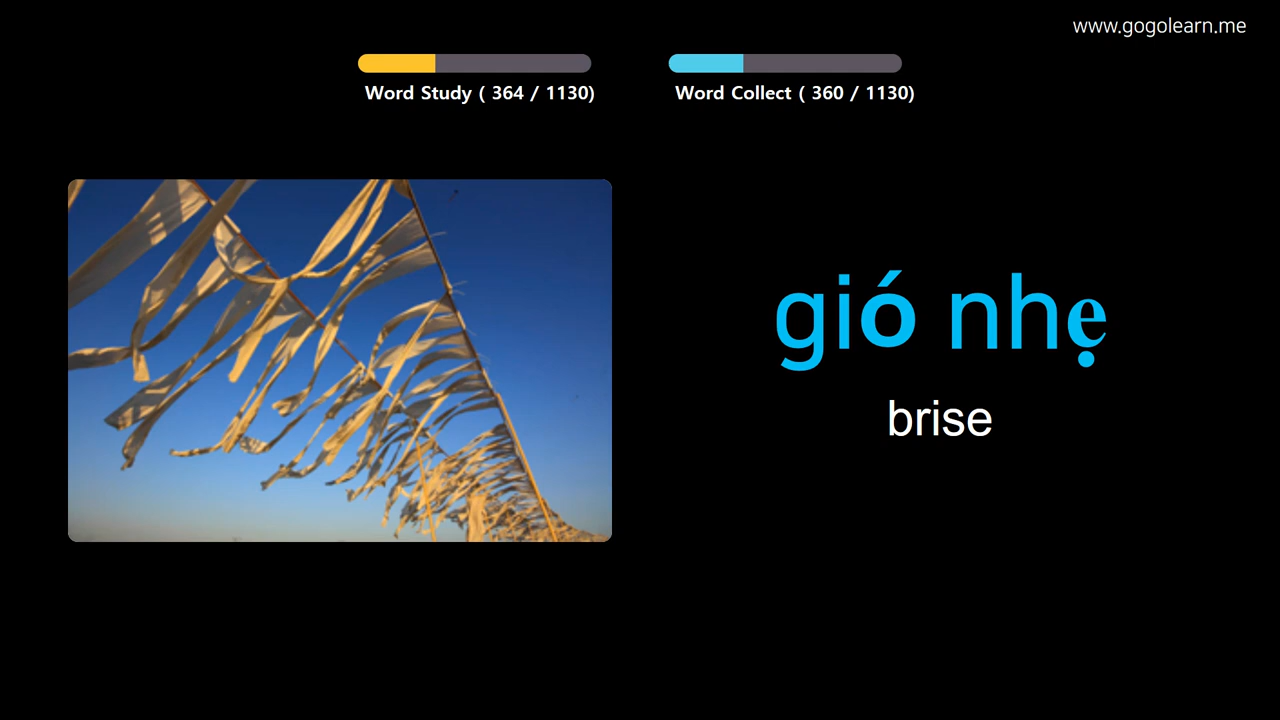 www.gogolearn.me
Word Study ( 364 / 1130)
Word Collect ( 360 / 1130)
gió nhẹ
brise